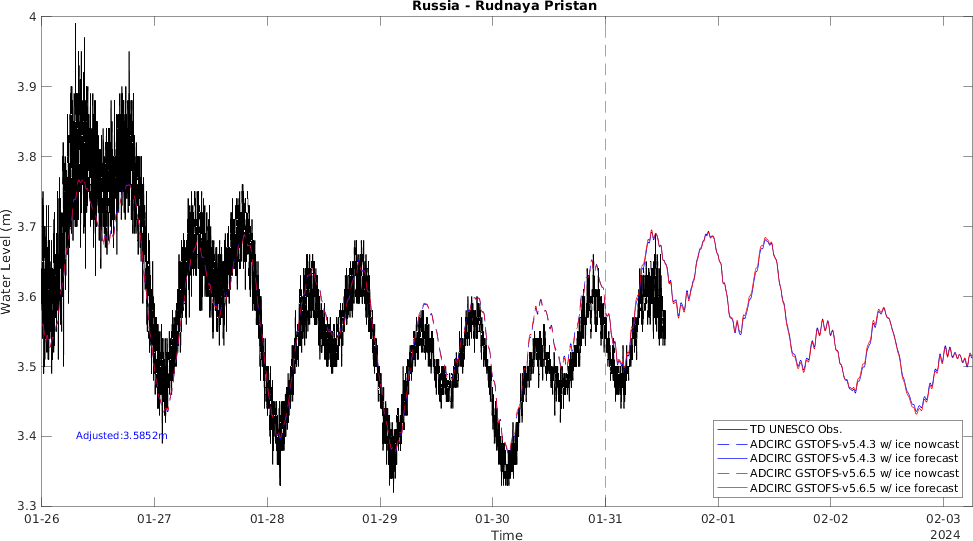 Russia - Rudnaya Pristan
4
3.9
3.8
3.7
3.6
3.5
3.4
3.3
Water Level (m)
Adjusted:3.5852m
TD UNESCO Obs.
ADCIRC GSTOFS-v5.4.3 w/ ice nowcast
ADCIRC GSTOFS-v5.4.3 w/ ice forecast
ADCIRC GSTOFS-v5.6.5 w/ ice nowcast
ADCIRC GSTOFS-v5.6.5 w/ ice forecast
01-26 01-27 01-28 01-29 01-30 01-31 02-01 02-02 02-03
Time
2024